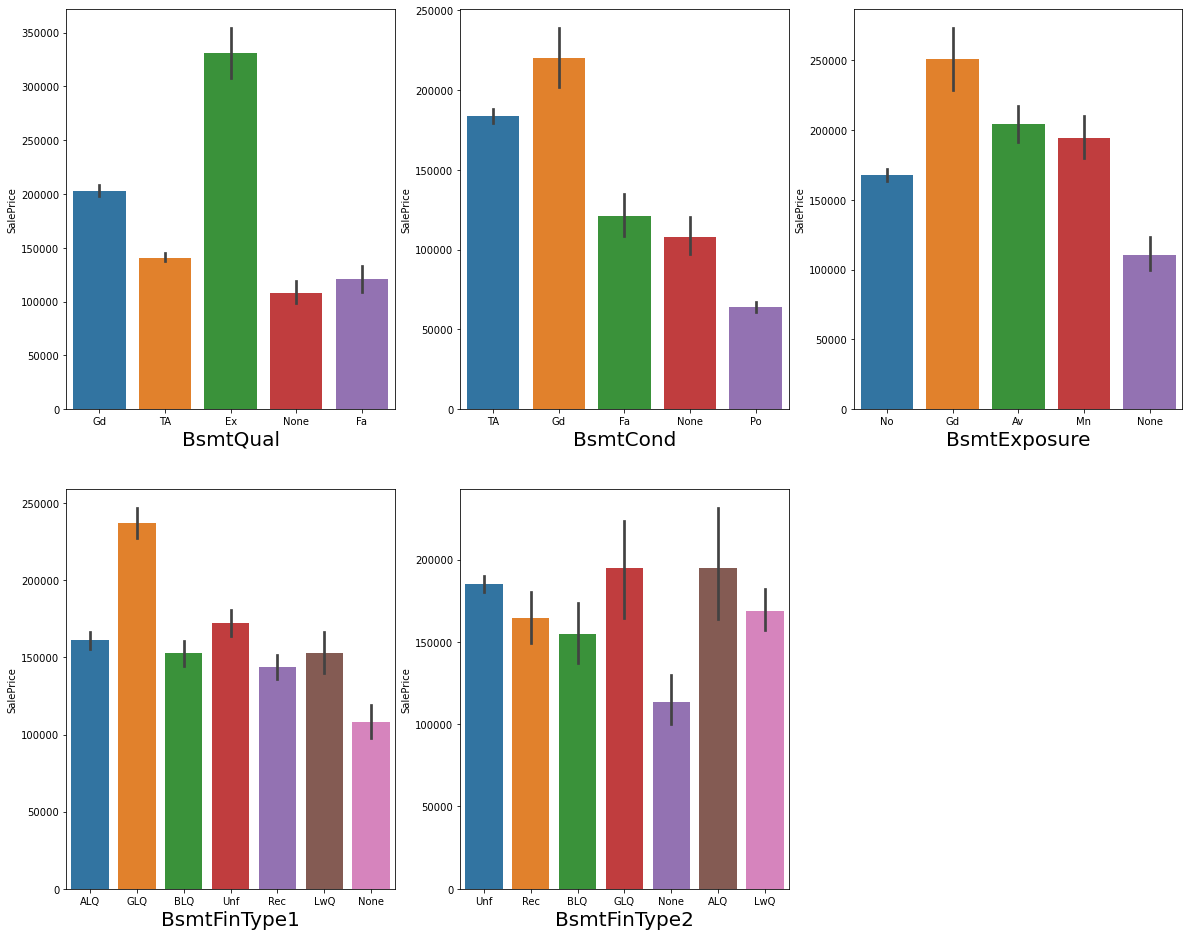 350000
300000
250000
200000
150000
100000
50000
0
SalePrice
Gd TA Ex None Fa
BsmtQual
250000
200000
150000
100000
50000
0
SalePrice
TA Gd Fa None Po
BsmtCond
250000
200000
150000
100000
50000
0
SalePrice
No Gd Av Mn None
BsmtExposure
250000
200000
150000
100000
50000
0
SalePrice
ALQ GLQ BLQ Unf Rec LwQ None
BsmtFinType1
200000
150000
100000
50000
0
SalePrice
Unf Rec BLQ GLQ None ALQ LwQ
BsmtFinType2